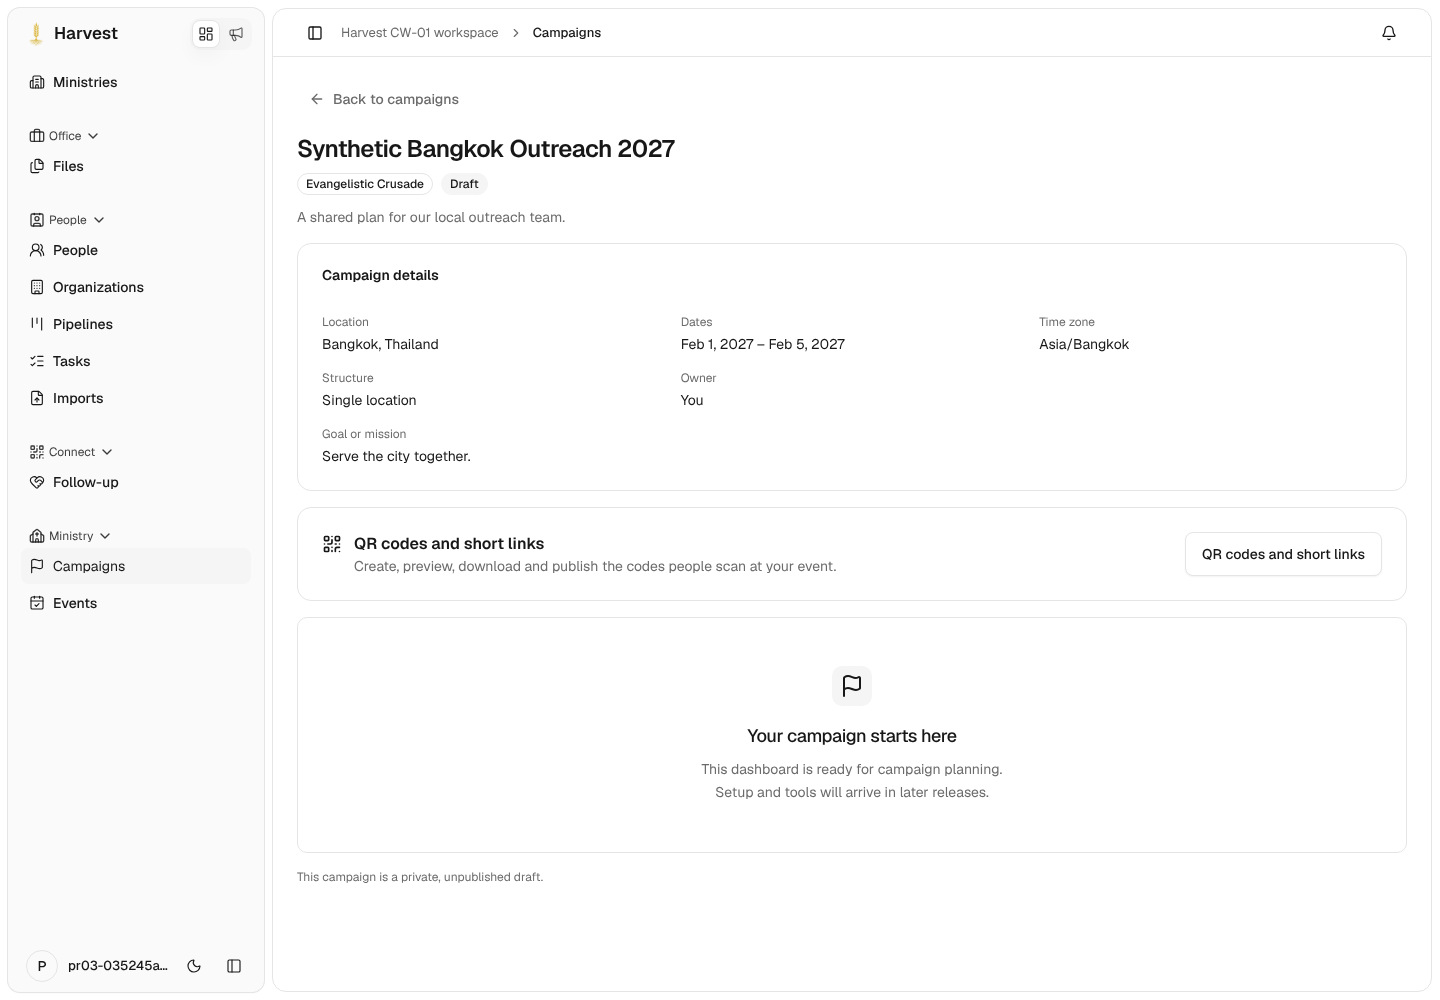 Harvest
Ministries
Office
Files
People
People
Organizations
Pipelines
Tasks
Imports
Connect
Follow-up
Ministry
Campaigns
Events
P
pr03-035245a...
Harvest CW-01 workspace
Campaigns
Back to campaigns
Synthetic Bangkok Outreach 2027
Evangelistic Crusade
Draft
A shared plan for our local outreach team.
Campaign details
Location
Bangkok, Thailand
Dates
Feb 1, 2027 – Feb 5, 2027
Time zone
Asia/Bangkok
Structure
Single location
Owner
You
Goal or mission
Serve the city together.
QR codes and short links
Create, preview, download and publish the codes people scan at your event.
QR codes and short links
Your campaign starts here
This dashboard is ready for campaign planning.
Setup and tools will arrive in later releases.
This campaign is a private, unpublished draft.